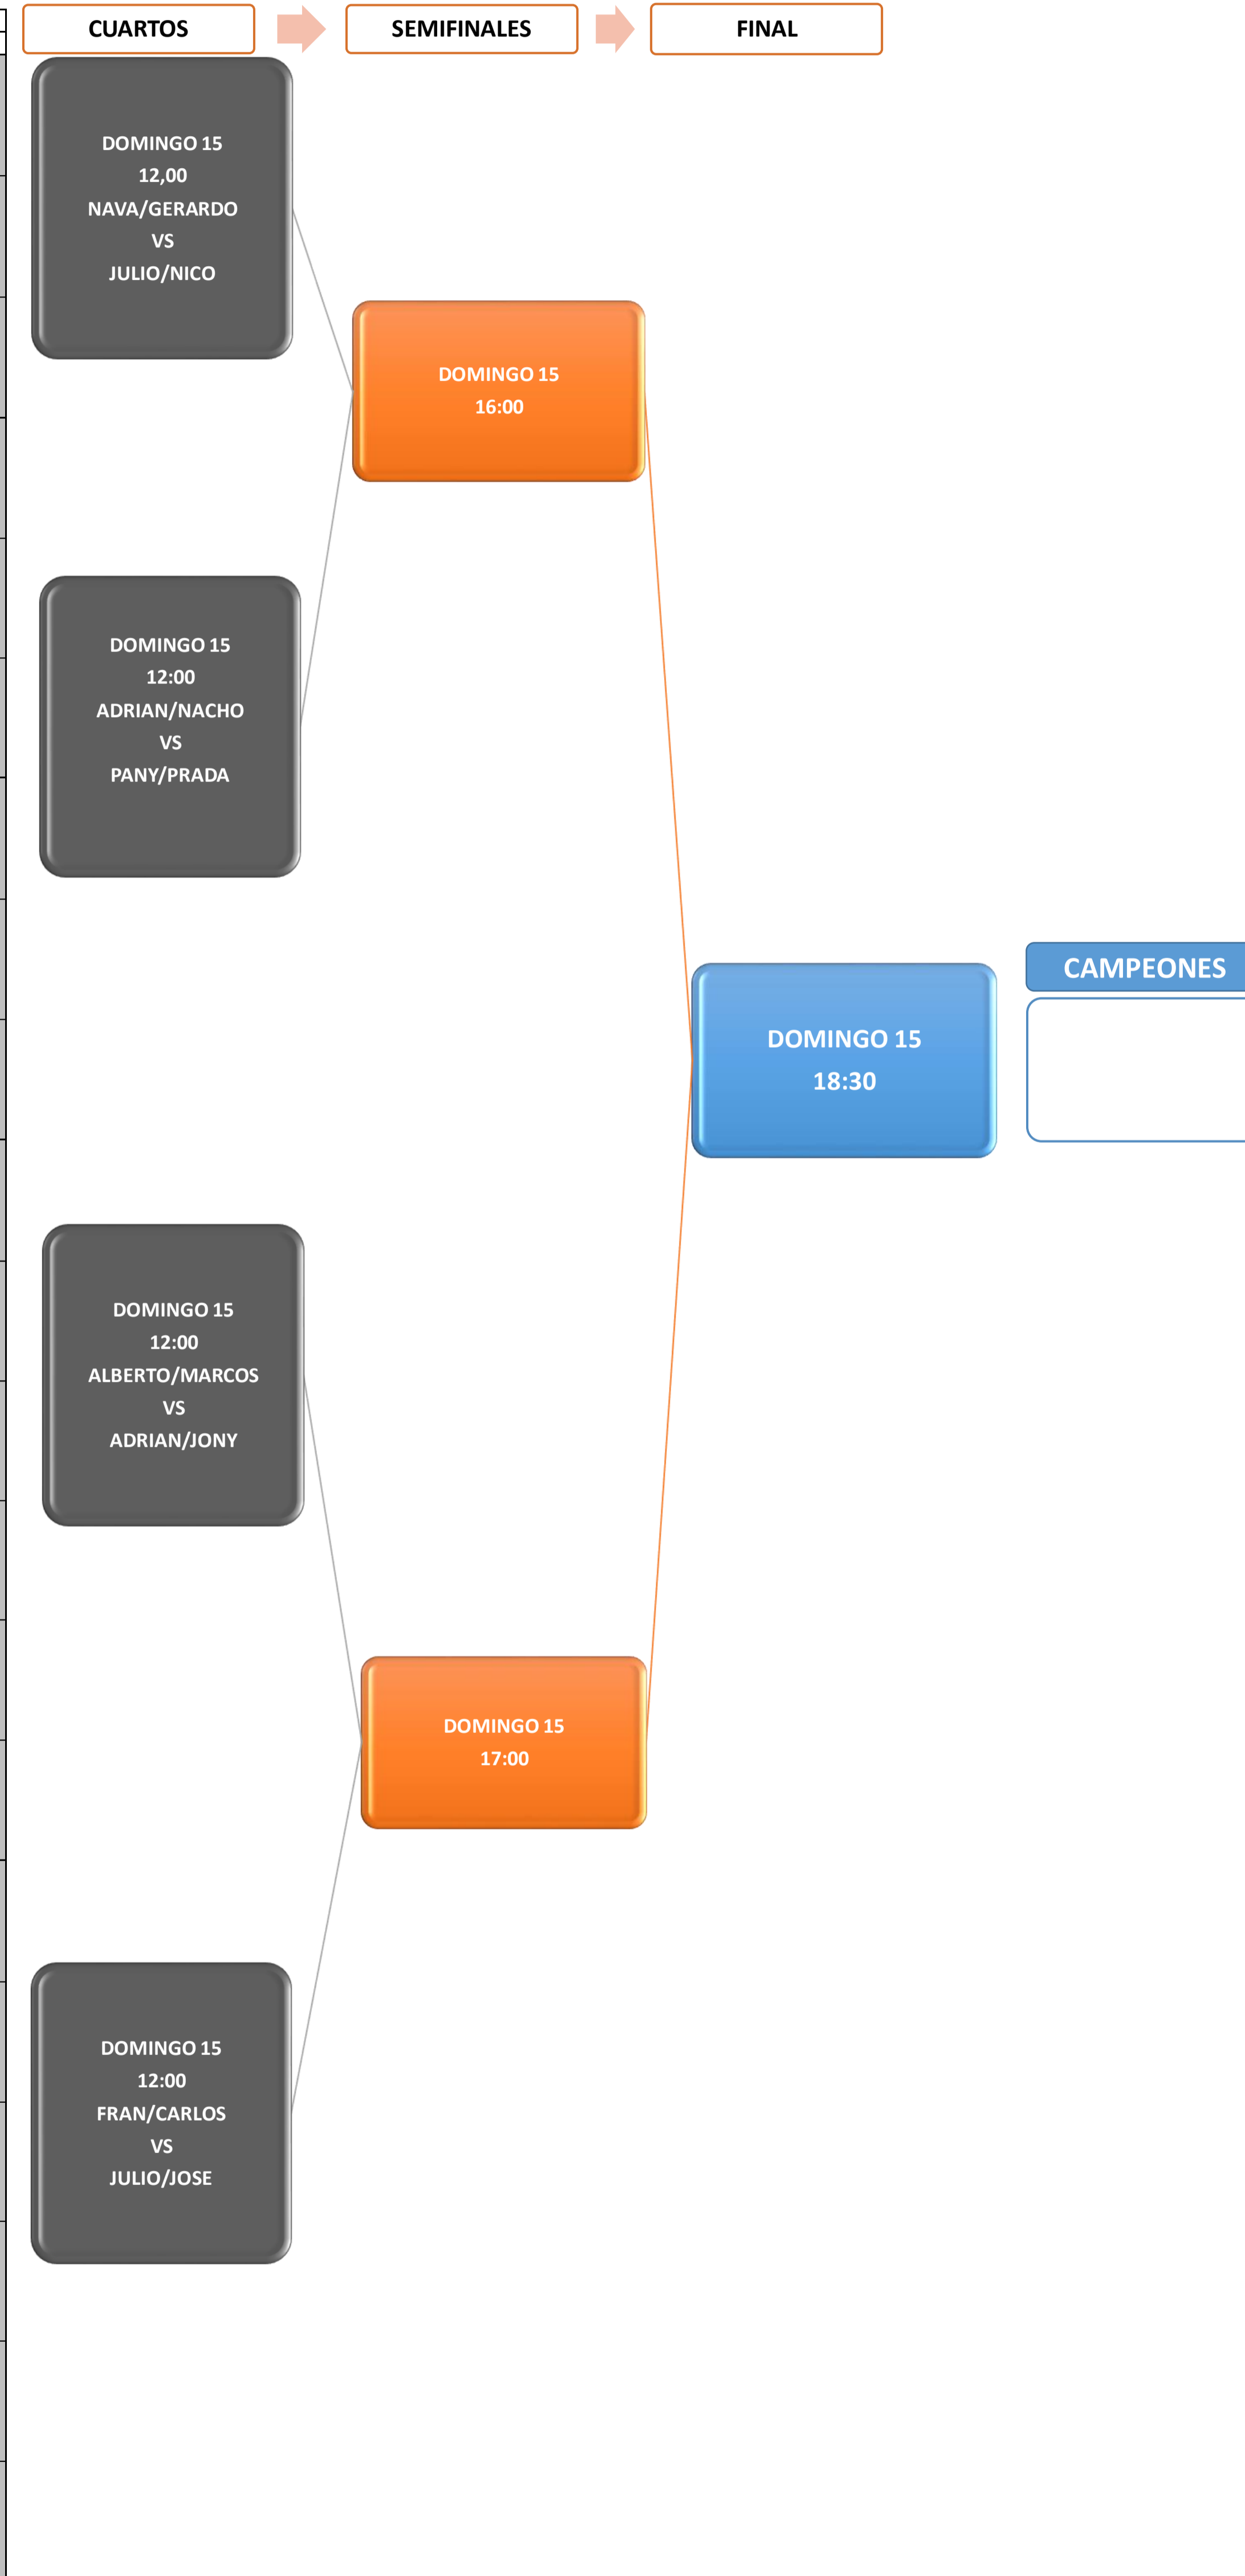 CUARTOS
SEMIFINALES
FINAL
DOMINGO 15
12,00
NAVA/GERARDO
VS
JULIO/NICO
DOMINGO 15
16:00
DOMINGO 15
12:00
ADRIAN/NACHO
VS
PANY/PRADA
DOMINGO 15
18:30
CAMPEONES
DOMINGO 15
12:00
ALBERTO/MARCOS
VS
ADRIAN/JONY
DOMINGO 15
17:00
DOMINGO 15
12:00
FRAN/CARLOS
VS
JULIO/JOSE